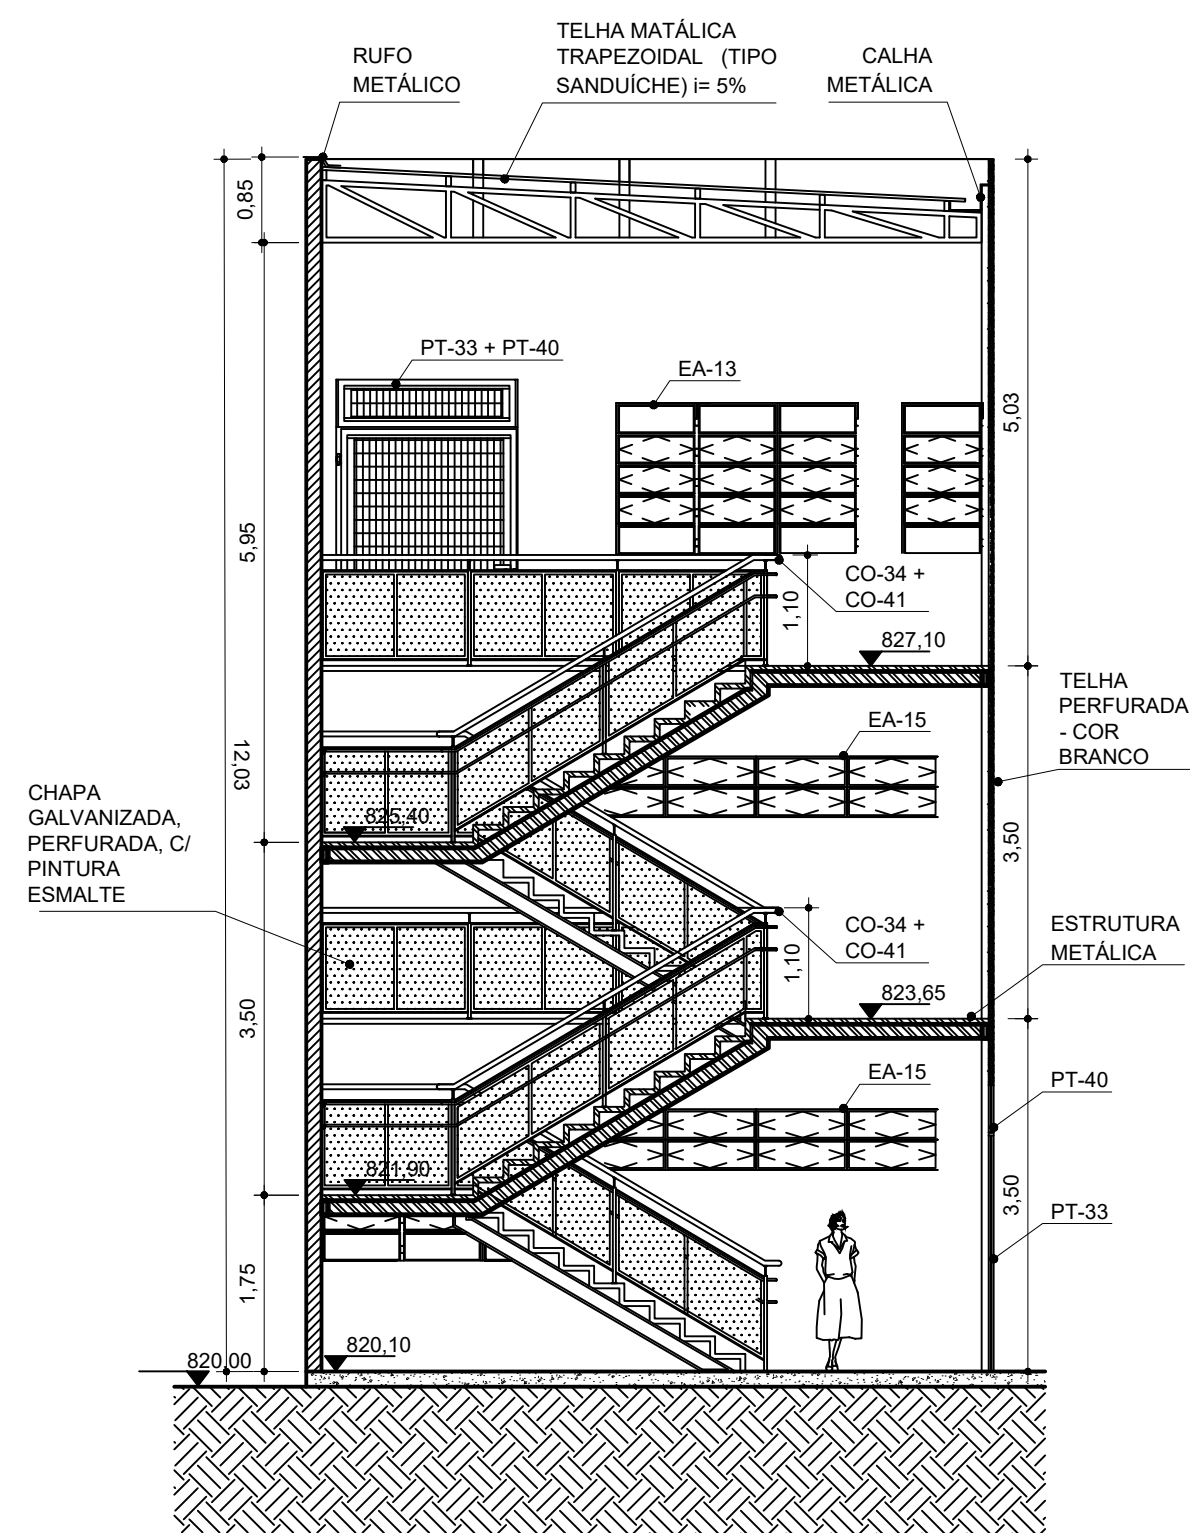 RUFO
METÁLICO
TELHA MATÁLICA
TRAPEZOIDAL (TIPO
SANDUÍCHE) i= 5%
CALHA
METÁLICA
0,85
PT-33 + PT-40
EA-13
5,03
5,95
CO-34 +
CO-41
1,10
827,10
TELHA
PERFURADA
- COR
BRANCO
EA-15
12,03
CHAPA
GALVANIZADA,
PERFURADA, C/
PINTURA
ESMALTE
825,40
3,50
CO-34 +
CO-41
1,10
ESTRUTURA
METÁLICA
823,65
3,50
EA-15
PT-40
821,90
3,50
PT-33
1,75
820,10
820,00